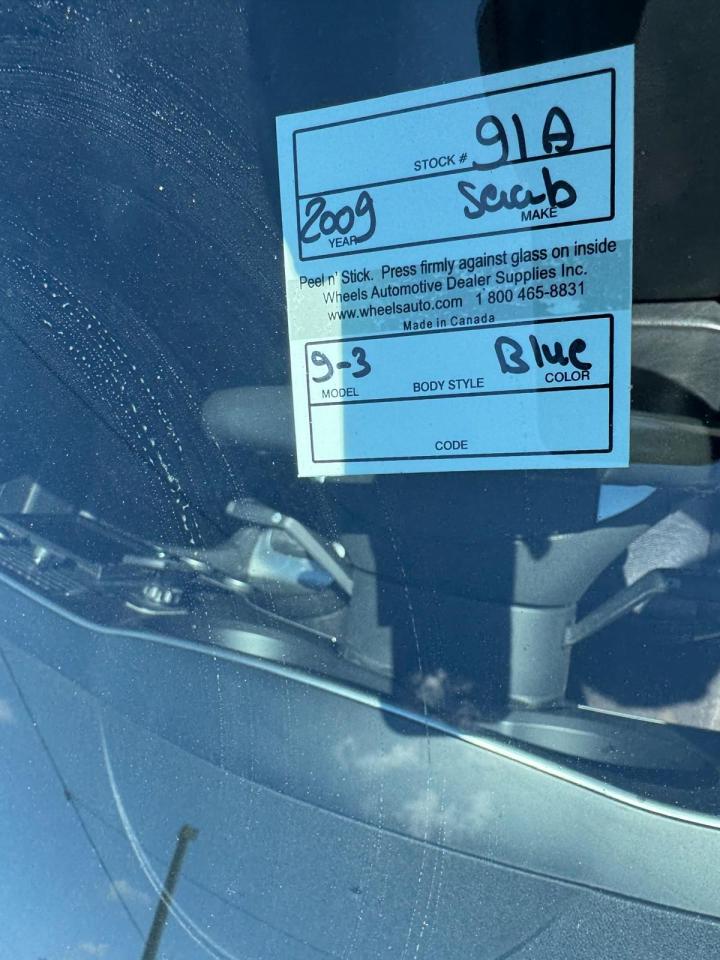 STOCK # 91A
2009 Saab
YEAR MAKE
Peel n' Stick. Press firmly against glass on inside
Wheels Automotive Dealer Supplies Inc.
www.wheelsauto.com 1 800 465-8831
Made in Canada
9-3 Blue
MODEL BODY STYLE COLOR
CODE